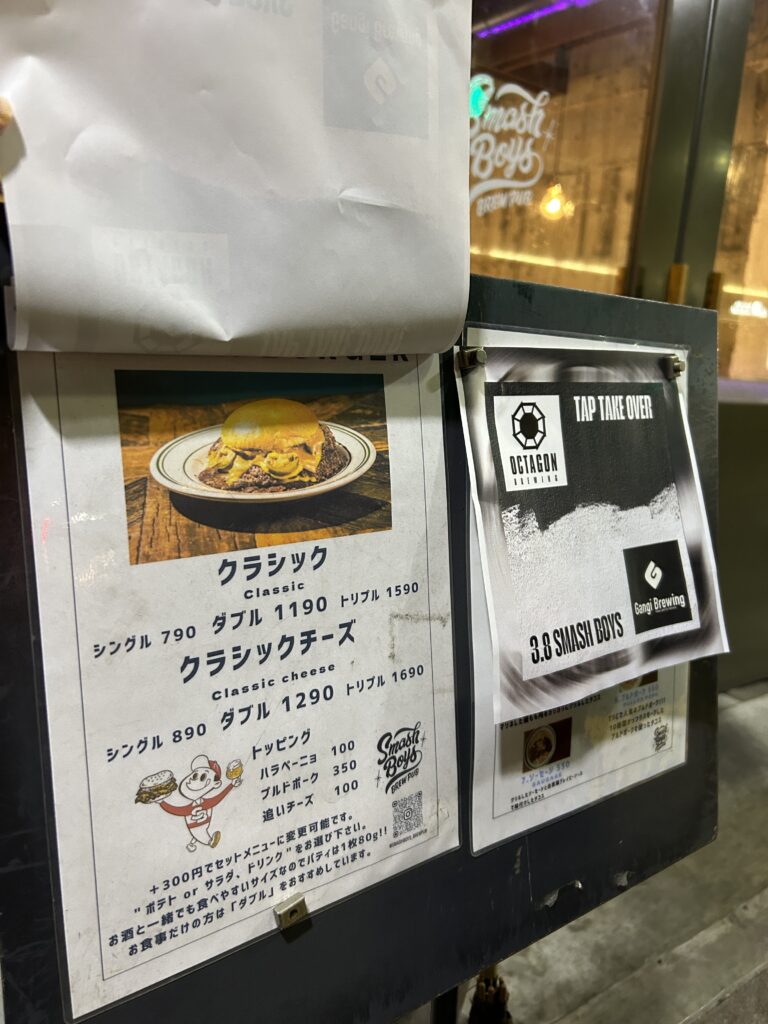 Smash
Boys
BREW PUB
クラシック
Classic
シングル 790 ダブル 1190 トリプル 1590
クラシックチーズ
Classic cheese
シングル 890 ダブル 1290 トリプル 1690
トッピング
ハラペーニョ 100
プルドポーク 350
追いチーズ 100
Smash
Boys
BREW PUB
@SMASHBOYS_BREWPUB
+300円でセットメニューに変更可能です。
"ポテト or サラダ、ドリンク"をお選び下さい。
お酒と一緒でも食べやすいサイズなのでパティは1枚80g!!
お食事だけの方は「ダブル」をおすすめしています。
TAP TAKE OVER
OCTAGON
BREWING
Gangi Brewing
3.8 SMASH BOYS